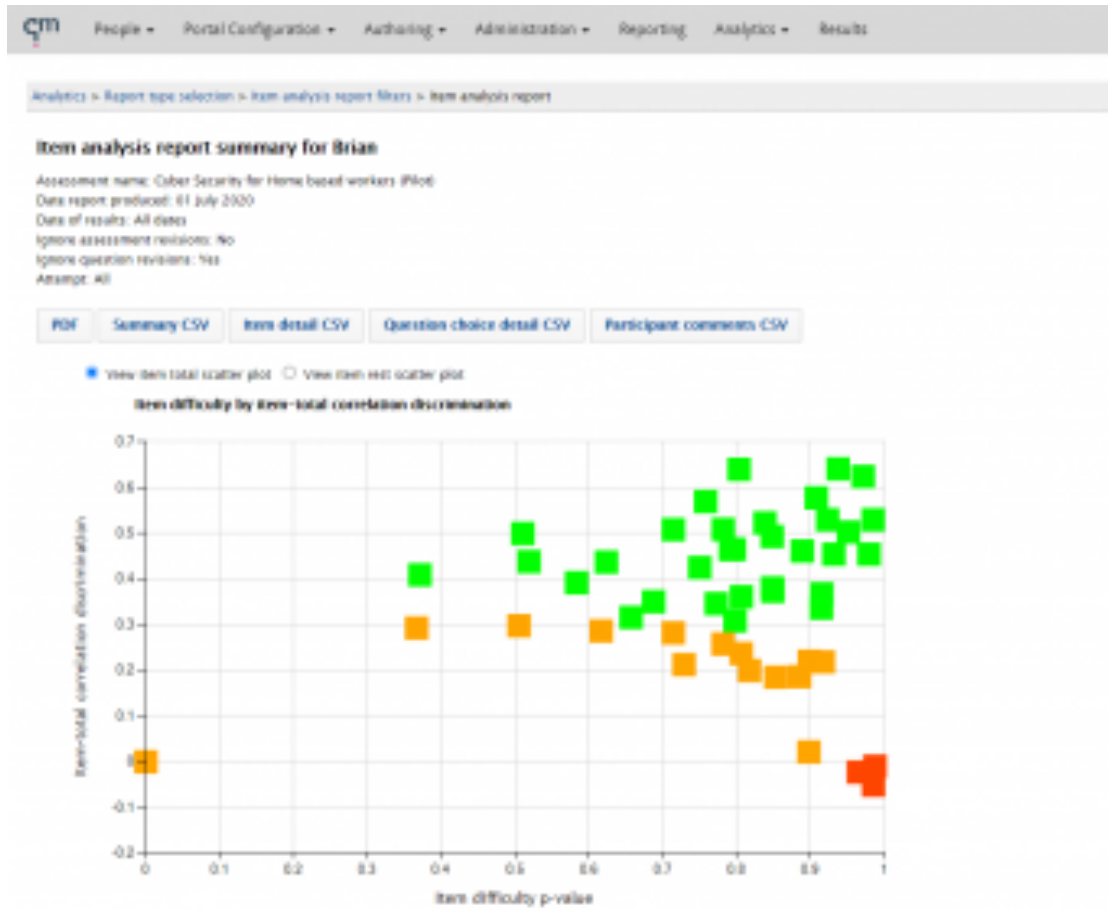 qm People Portal Configuration Authoring Administration Reporting Analytics Results
Analytics > Report type selection > Item analysis report filters > Item analysis report
Item analysis report summary for Brian
Assessment name: Cyber Security for Home based workers (Pilot)
Date report produced: 01 July 2020
Date of results: All dates
Ignore assessment revisions: No
Ignore question revisions: Yes
Attempt: All
PDF Summary CSV Item detail CSV Question choice detail CSV Participant comments CSV
View item total scatter plot View item rest scatter plot
Item difficulty by item-total correlation discrimination
0.7
0.6
0.5
0.4
0.3
0.2
0.1
0
-0.1
-0.2
Item-total correlation discrimination
0 0.1 0.2 0.3 0.4 0.5 0.6 0.7 0.8 0.9 1
Item difficulty p-value